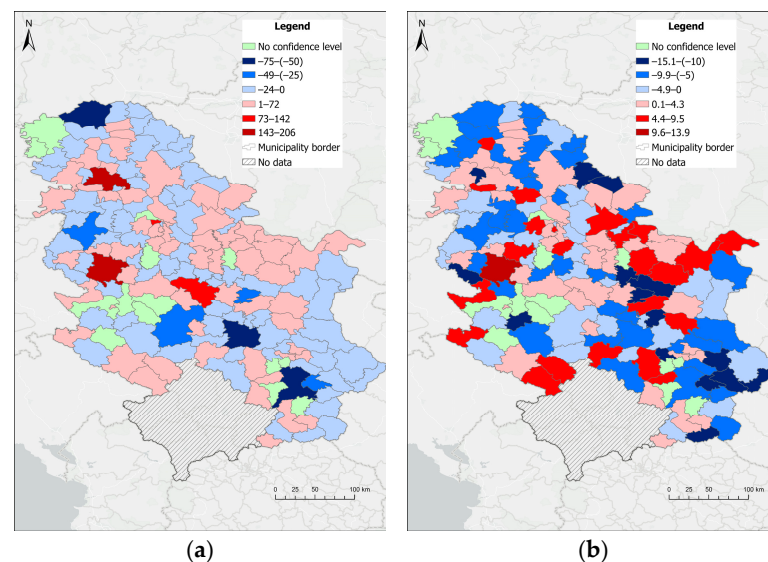 N
Legend
No confidence level
−75–(−50)
−49–(−25)
−24–0
1–72
73–142
143–206
Municipality border
No data
0 25 50 100 km
(a)
N
Legend
No confidence level
−15.1–(−10)
−9.9–(−5)
−4.9–0
0.1–4.3
4.4–9.5
9.6–13.9
Municipality border
No data
0 25 50 100 km
(b)